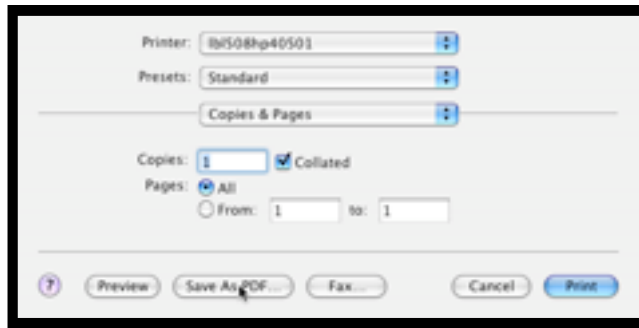 Printer: lbl508hp40501
Presets: Standard
Copies & Pages
Copies: 1 Collated
Pages: All
From: 1 to: 1
? Preview Save As PDF... Fax... Cancel Print